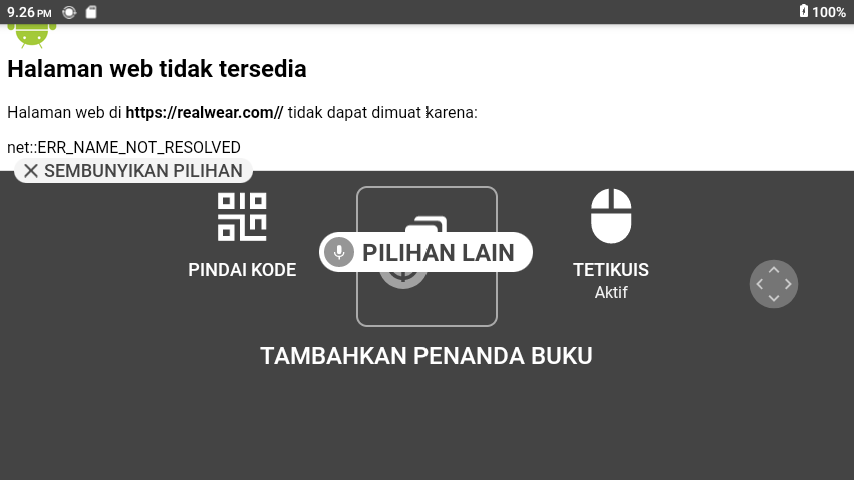 9.26 PM
100%
Halaman web tidak tersedia
Halaman web di https://realwear.com// tidak dapat dimuat karena:
net::ERR_NAME_NOT_RESOLVED
SEMBUNYIKAN PILIHAN
PILIHAN LAIN
PINDAI KODE
TETIKUS
Aktif
TAMBAHKAN PENANDA BUKU